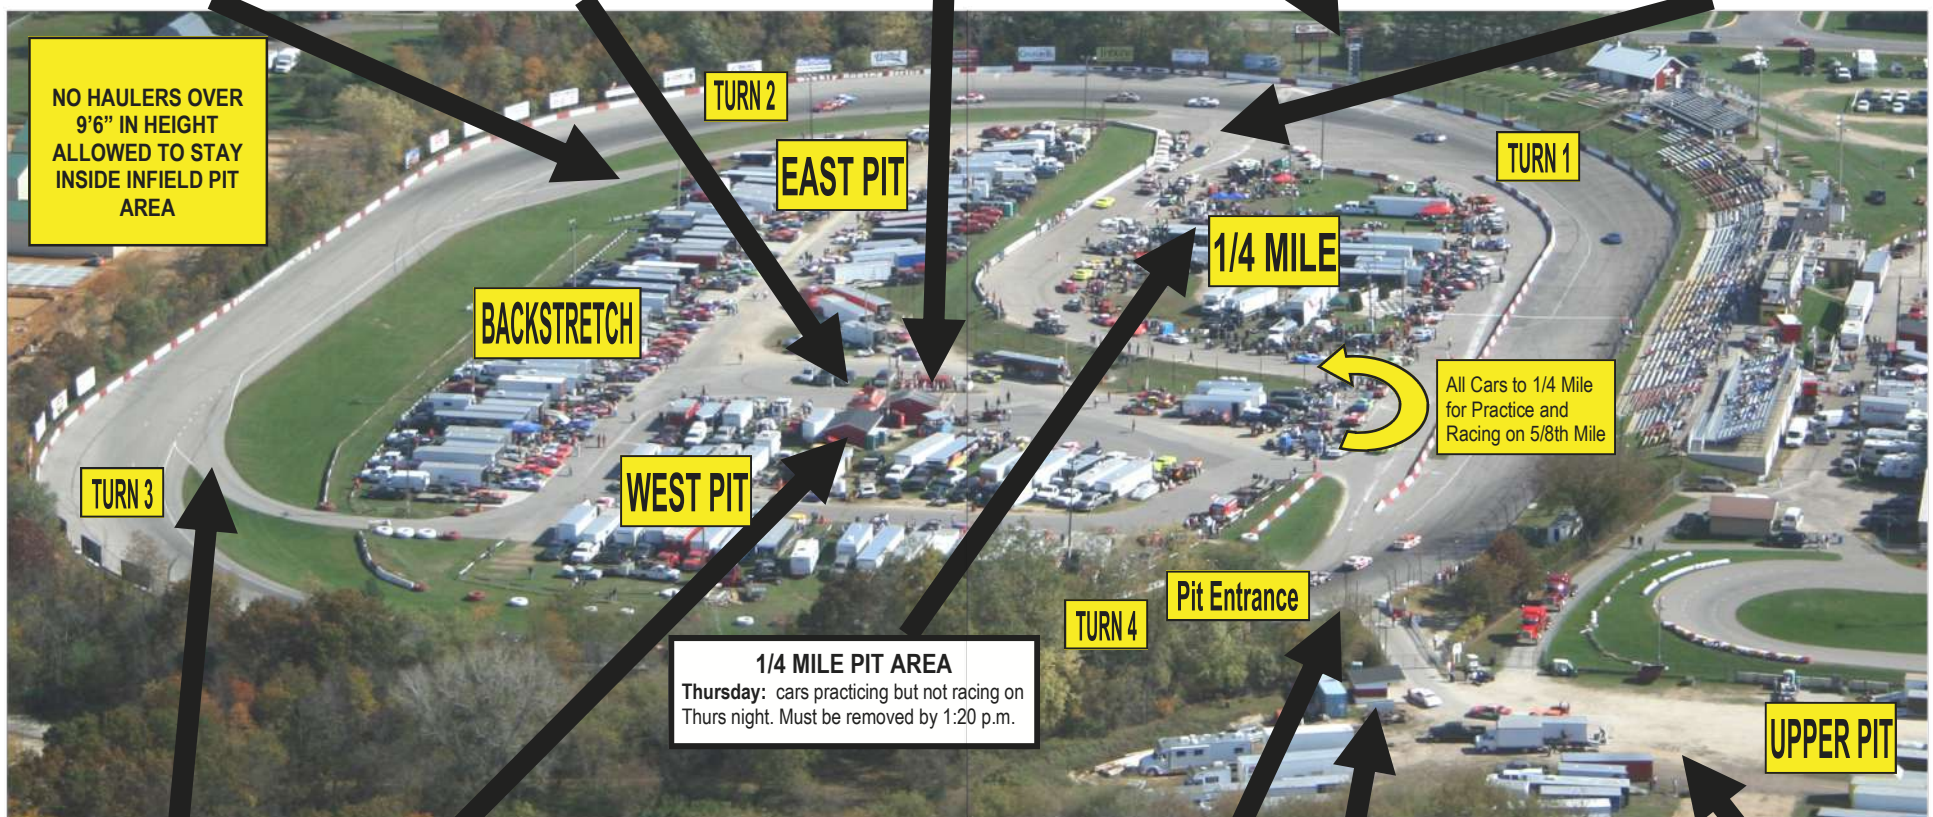 NO HAULERS OVER
9'6” IN HEIGHT
ALLOWED TO STAY
INSIDE INFIELD PIT
AREA
TURN 2
EAST PIT
TURN 1
1/4 MILE
BACKSTRETCH
All Cars to 1/4 Mile
for Practice and
Racing on 5/8th Mile
TURN 3
WEST PIT
Pit Entrance
TURN 4
1/4 MILE PIT AREA
Thursday: cars practicing but not racing on
Thurs night. Must be removed by 1:20 p.m.
UPPER PIT